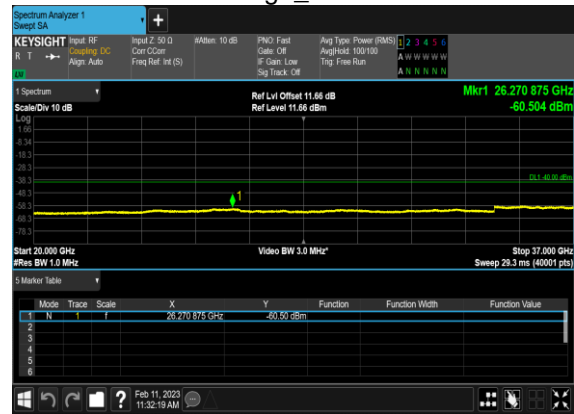 Spectrum Analyzer 1
Swept SA
+
KEYSIGHT Input: RF Input Z: 50 Ω #Atten: 10 dB PNO: Fast Avg Type: Power (RMS) 1 2 3 4 5 6
R T Coupling: DC Corr CCorr Gate: Off Avg|Hold: 100/100 A W W W W W
Align: Auto Freq Ref: Int (S) IF Gain: Low Trig: Free Run
Sig Track: Off A N N N N N
1 Spectrum
Scale/Div 10 dB
Ref Lvl Offset 11.66 dB
Ref Level 11.66 dBm
Mkr1 26.270 875 GHz
-60.504 dBm
Log
1.66
-8.34
-18.3
-28.3
-38.3
DL1 -40.00 dBm
-48.3
1
-58.3
-68.3
-78.3
Start 20.000 GHz Video BW 3.0 MHz* Stop 37.000 GHz
#Res BW 1.0 MHz Sweep 29.3 ms (40001 pts)
5 Marker Table
Mode Trace Scale X Y Function Function Width Function Value
1 N 1 f 26.270 875 GHz -60.50 dBm
2
3
4
5
6
? Feb 11, 2023
11:32:19 AM